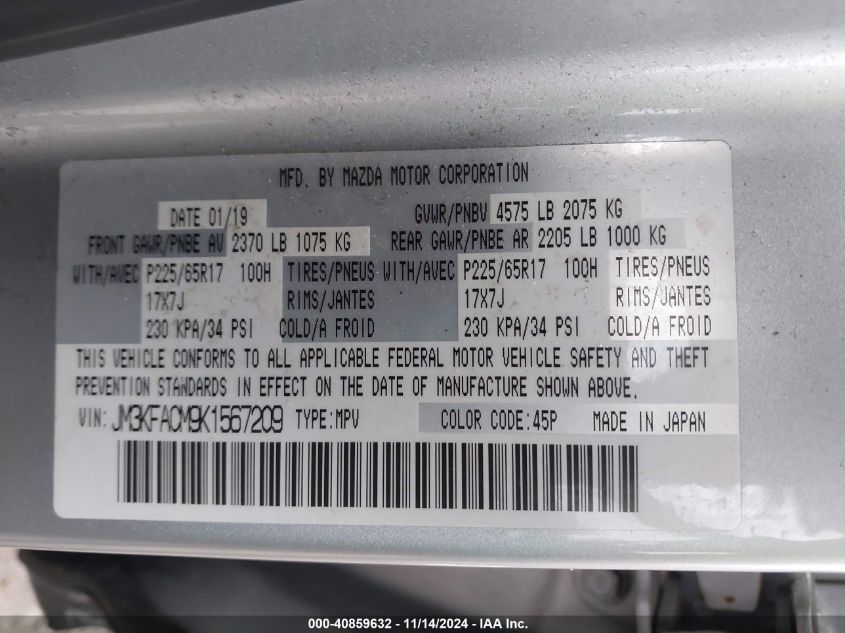 MFD. BY MAZDA MOTOR CORPORATION
DATE 01/19 GVWR/PNBV 4575 LB 2075 KG
FRONT GAWR/PNBE AV 2370 LB 1075 KG REAR GAWR/PNBE AR 2205 LB 1000 KG
WITH/AVEC P225/65R17 100H TIRES/PNEUS WITH/AVEC P225/65R17 100H TIRES/PNEUS
17X7J RIMS/JANTES 17X7J RIMS/JANTES
230 KPA/34 PSI COLD/A FROID 230 KPA/34 PSI COLD/A FROID
THIS VEHICLE CONFORMS TO ALL APPLICABLE FEDERAL MOTOR VEHICLE SAFETY AND THEFT
PREVENTION STANDARDS IN EFFECT ON THE DATE OF MANUFACTURE SHOWN ABOVE.
VIN: JM3KFACM9K1567209 TYPE:MPV COLOR CODE:45P MADE IN JAPAN
000-40859632 - 11/14/2024 - IAA Inc.